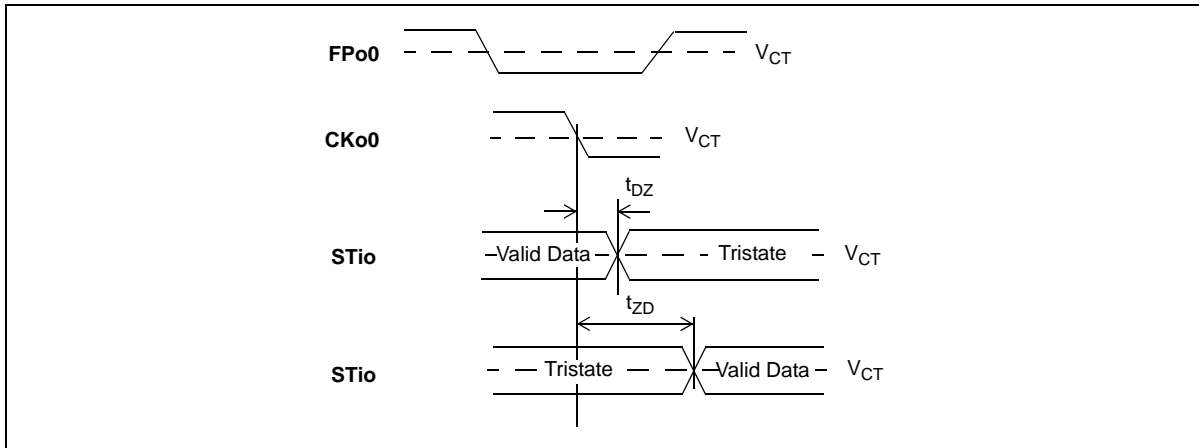 FPo0
V_CT
CKo0
V_CT
t_DZ
STio
Valid Data
Tristate
V_CT
t_ZD
STio
Tristate
Valid Data
V_CT